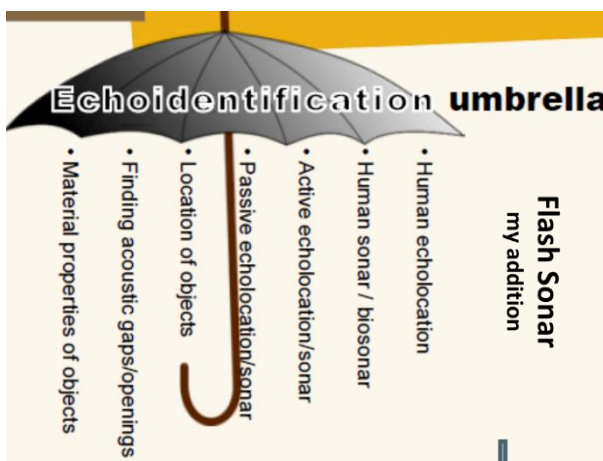 Echoidentification umbrella
• Human echolocation
• Human sonar / biosonar
• Active echolocation/sonar
• Passive echolocation/sonar
• Location of objects
• Finding acoustic gaps/openings
• Material properties of objects
Flash Sonar
my addition